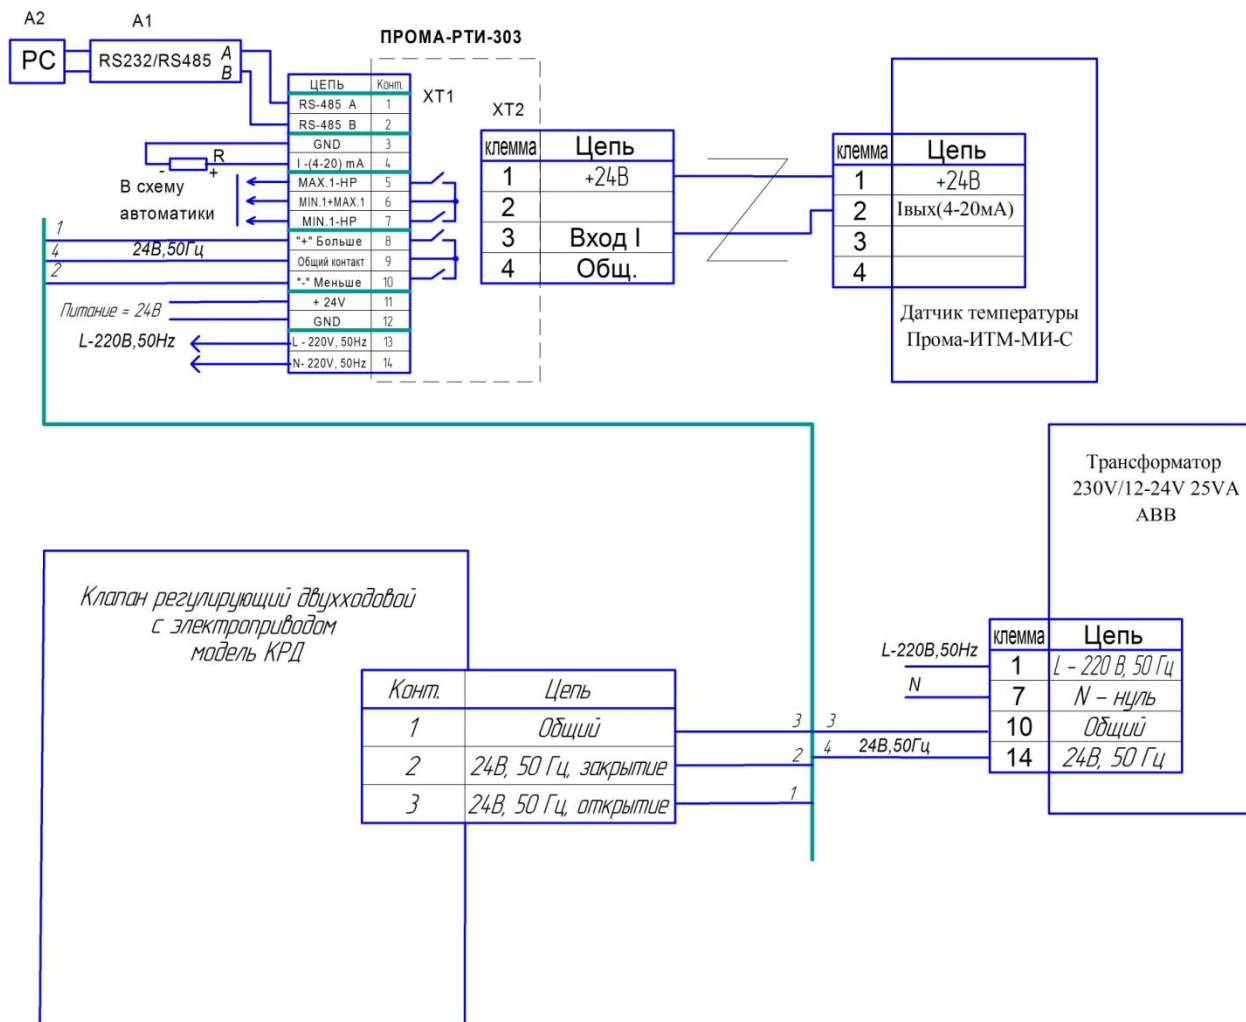 A2
A1
ПРОМА-РТИ-303
PC
RS232/RS485
A
B
ЦЕПЬ Конт.
RS-485 A 1
RS-485 B 2
GND 3
I -(4-20) mA 4
MAX.1-HP 5
MIN.1+MAX.1 6
MIN.1-HP 7
"+" Больше 8
Общий контакт 9
"-" Меньше 10
+ 24V 11
GND 12
L - 220V, 50Hz 13
N- 220V, 50Hz 14
XT1
R
- +
В схему
автоматики
1
4 24В,50Гц
2
Питание = 24В
L-220В,50Hz
XT2
клемма Цепь
1 +24В
2
3 Вход I
4 Общ.
клемма Цепь
1 +24В
2 Iвых(4-20мА)
3
4
Датчик температуры
Прома-ИТМ-МИ-С
Трансформатор
230V/12-24V 25VA
ABB
Клапан регулирующий двухходовой
с электроприводом
модель КРД
Конт. Цепь
1 Общий
2 24В, 50 Гц, закрытие
3 24В, 50 Гц, открытие
3 3
2 4 24В,50Гц
1
L-220В,50Hz
N
клемма Цепь
1 L – 220 В, 50 Гц
7 N – нуль
10 Общий
14 24В, 50 Гц